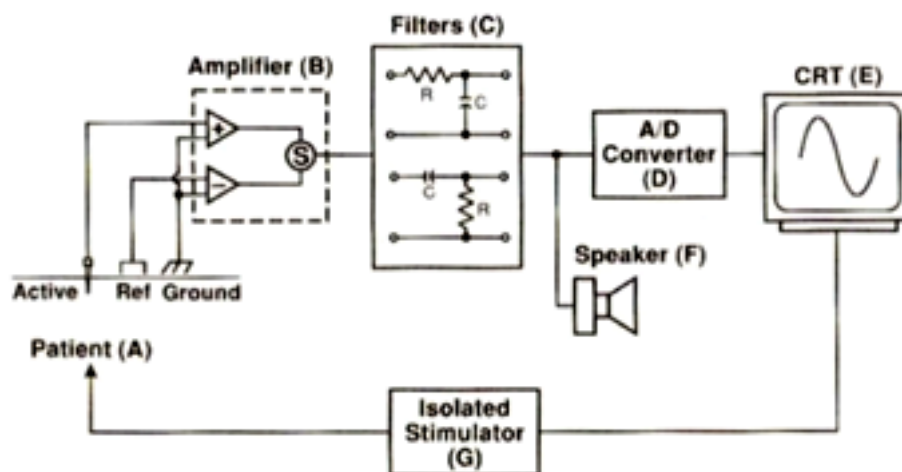 Filters (C)
Amplifier (B)
CRT (E)
R
C
+
S
A/D
Converter
(D)
−
C
R
Speaker (F)
Active
Ref
Ground
Patient (A)
Isolated
Stimulator
(G)